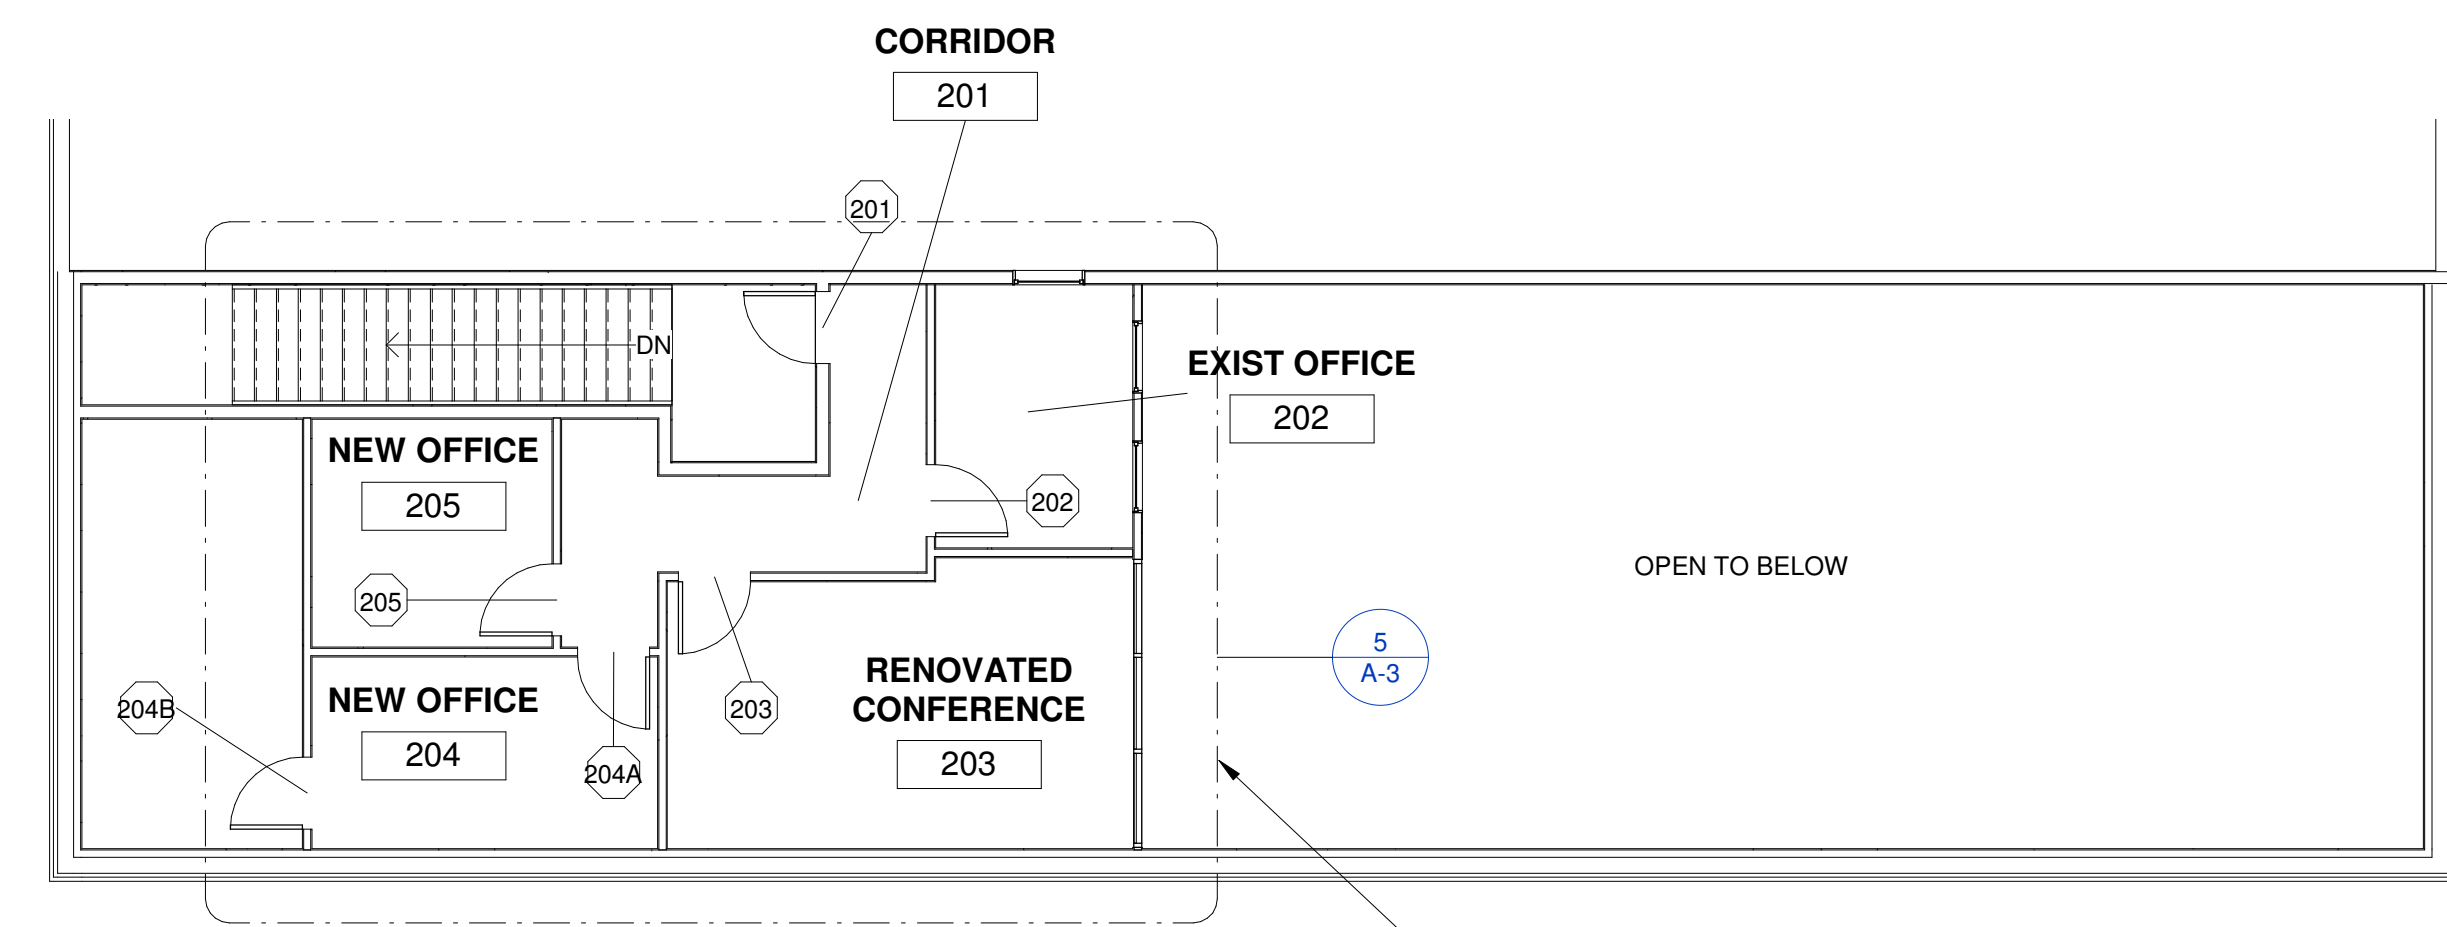 CORRIDOR
201
201
DN
EXIST OFFICE
202
NEW OFFICE
205
202
OPEN TO BELOW
205
5
A-3
RENOVATED
CONFERENCE
203
NEW OFFICE
204
204B
203
204A